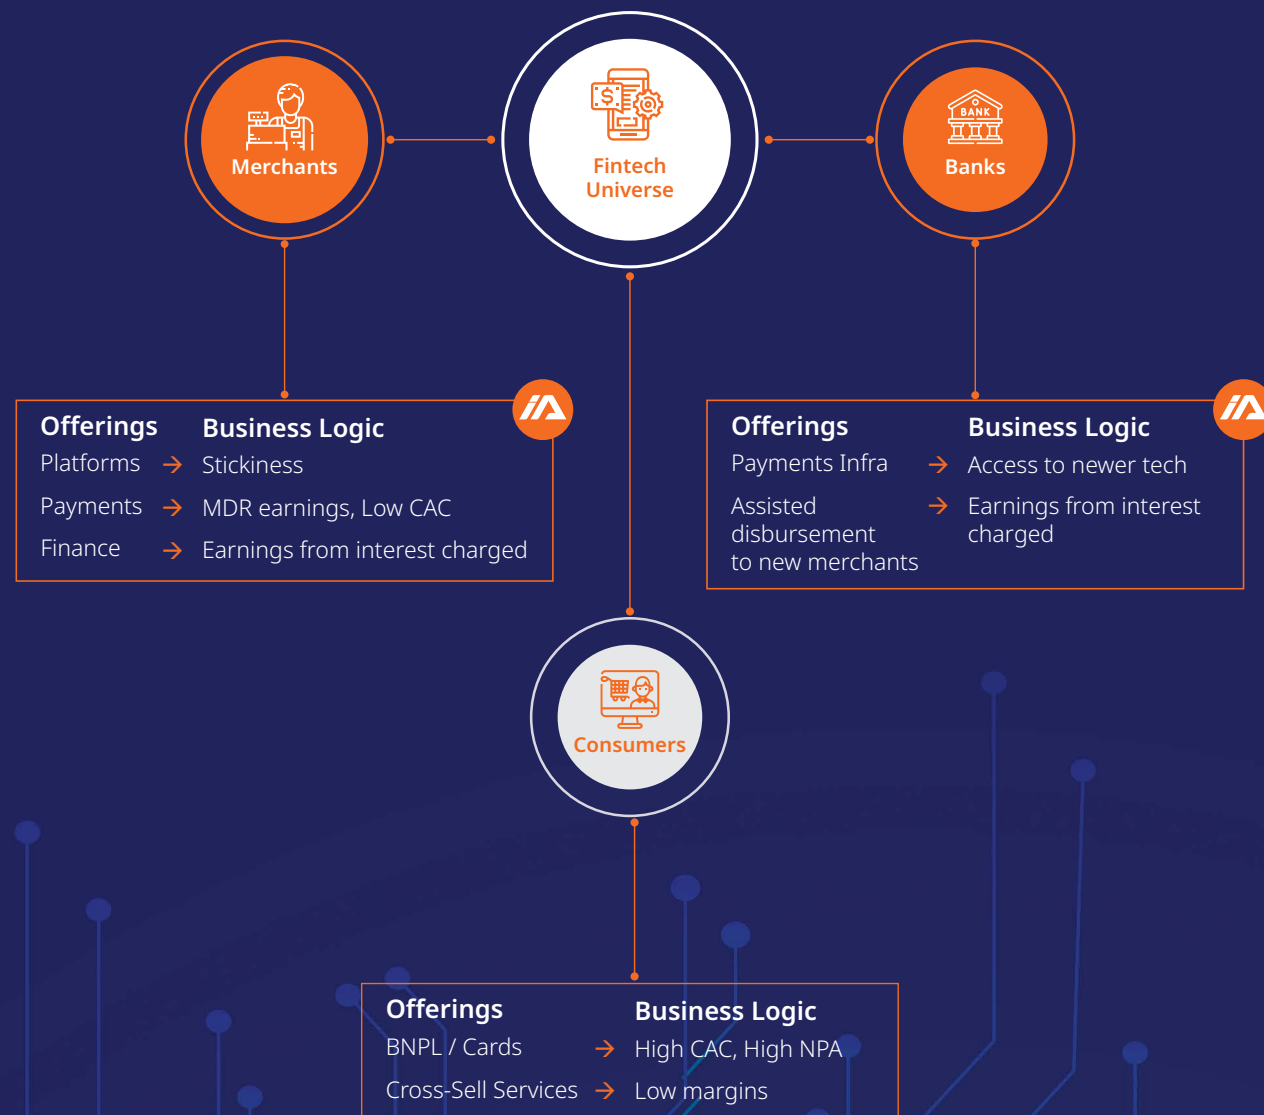 Merchants
Fintech
Universe
BANK
Banks
Offerings Business Logic
Platforms → Stickiness
Payments → MDR earnings, Low CAC
Finance → Earnings from interest charged
Offerings Business Logic
Payments Infra → Access to newer tech
Assisted → Earnings from interest
disbursement charged
to new merchants
Consumers
Offerings Business Logic
BNPL / Cards → High CAC, High NPA
Cross-Sell Services → Low margins